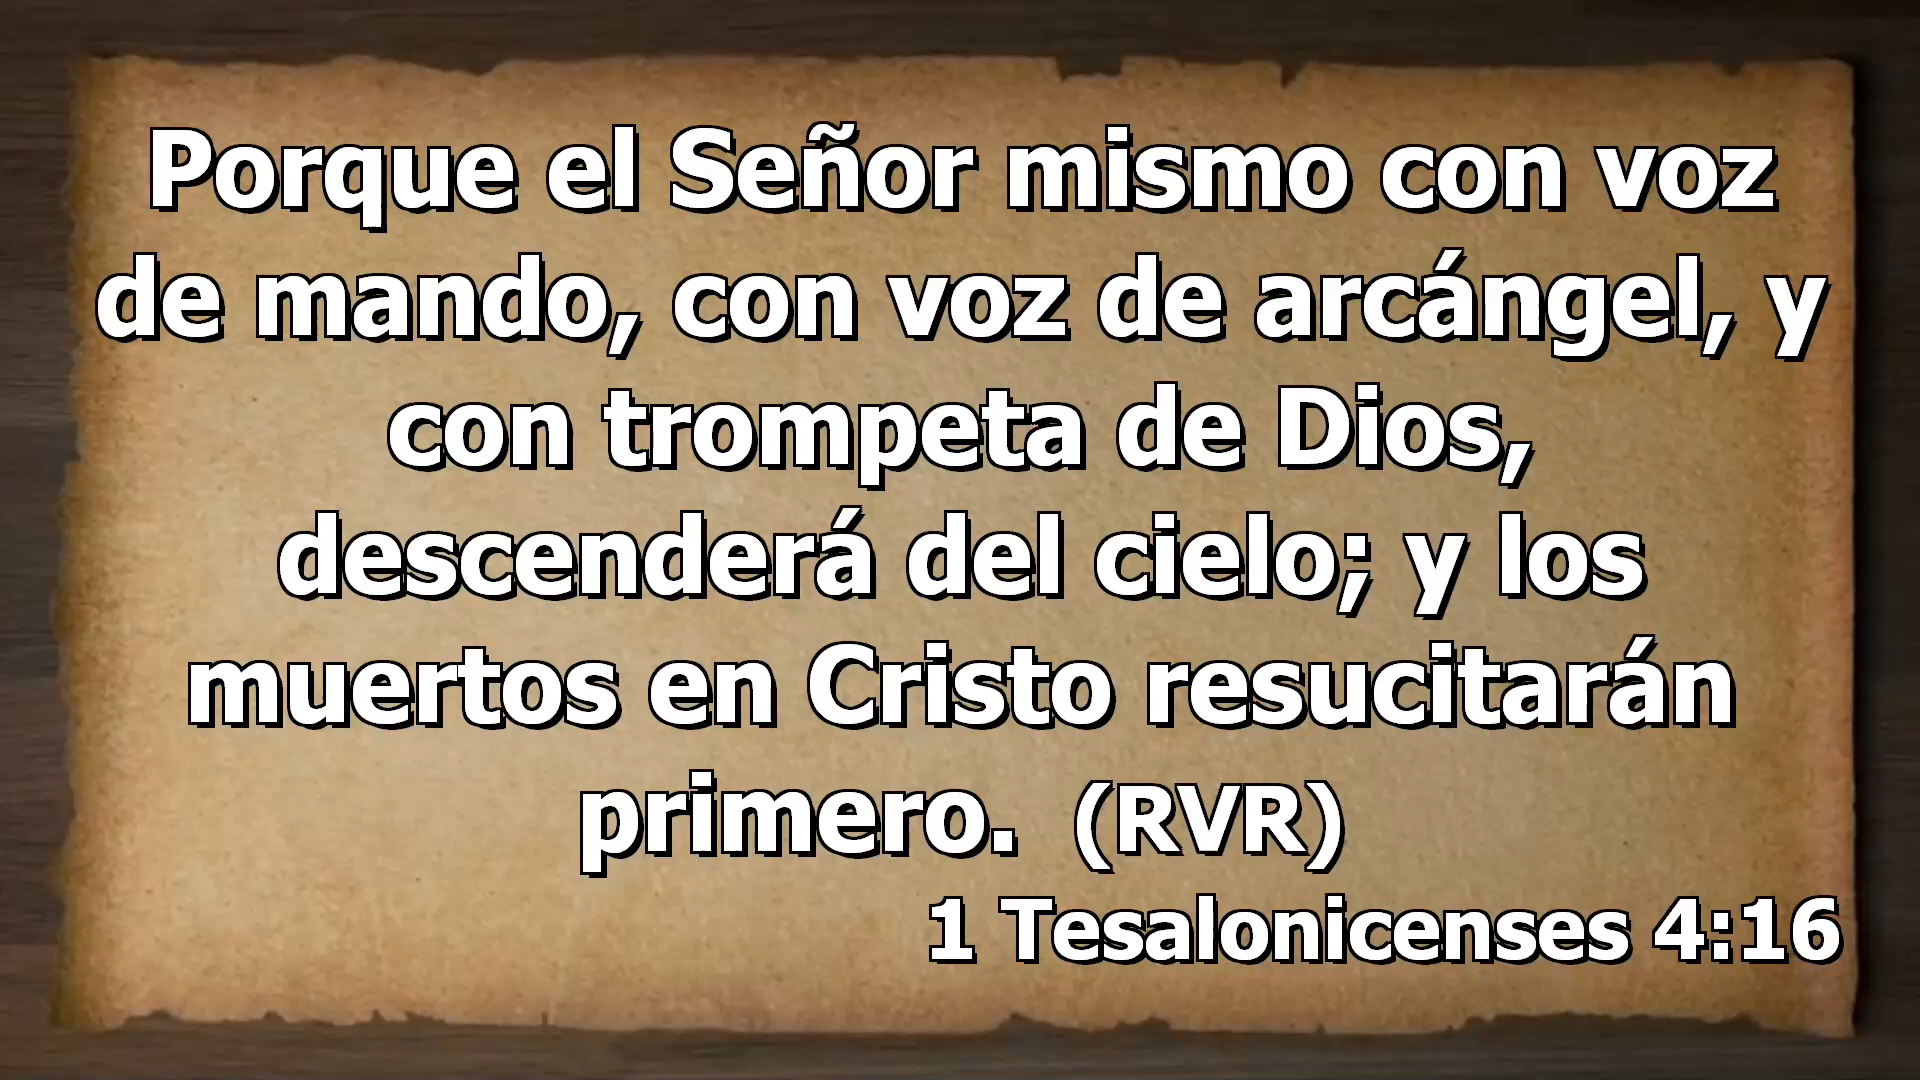 Porque el Señor mismo con voz
de mando, con voz de arcángel, y
con trompeta de Dios,
descenderá del cielo; y los
muertos en Cristo resucitarán
primero.  (RVR)
1 Tesalonicenses 4:16